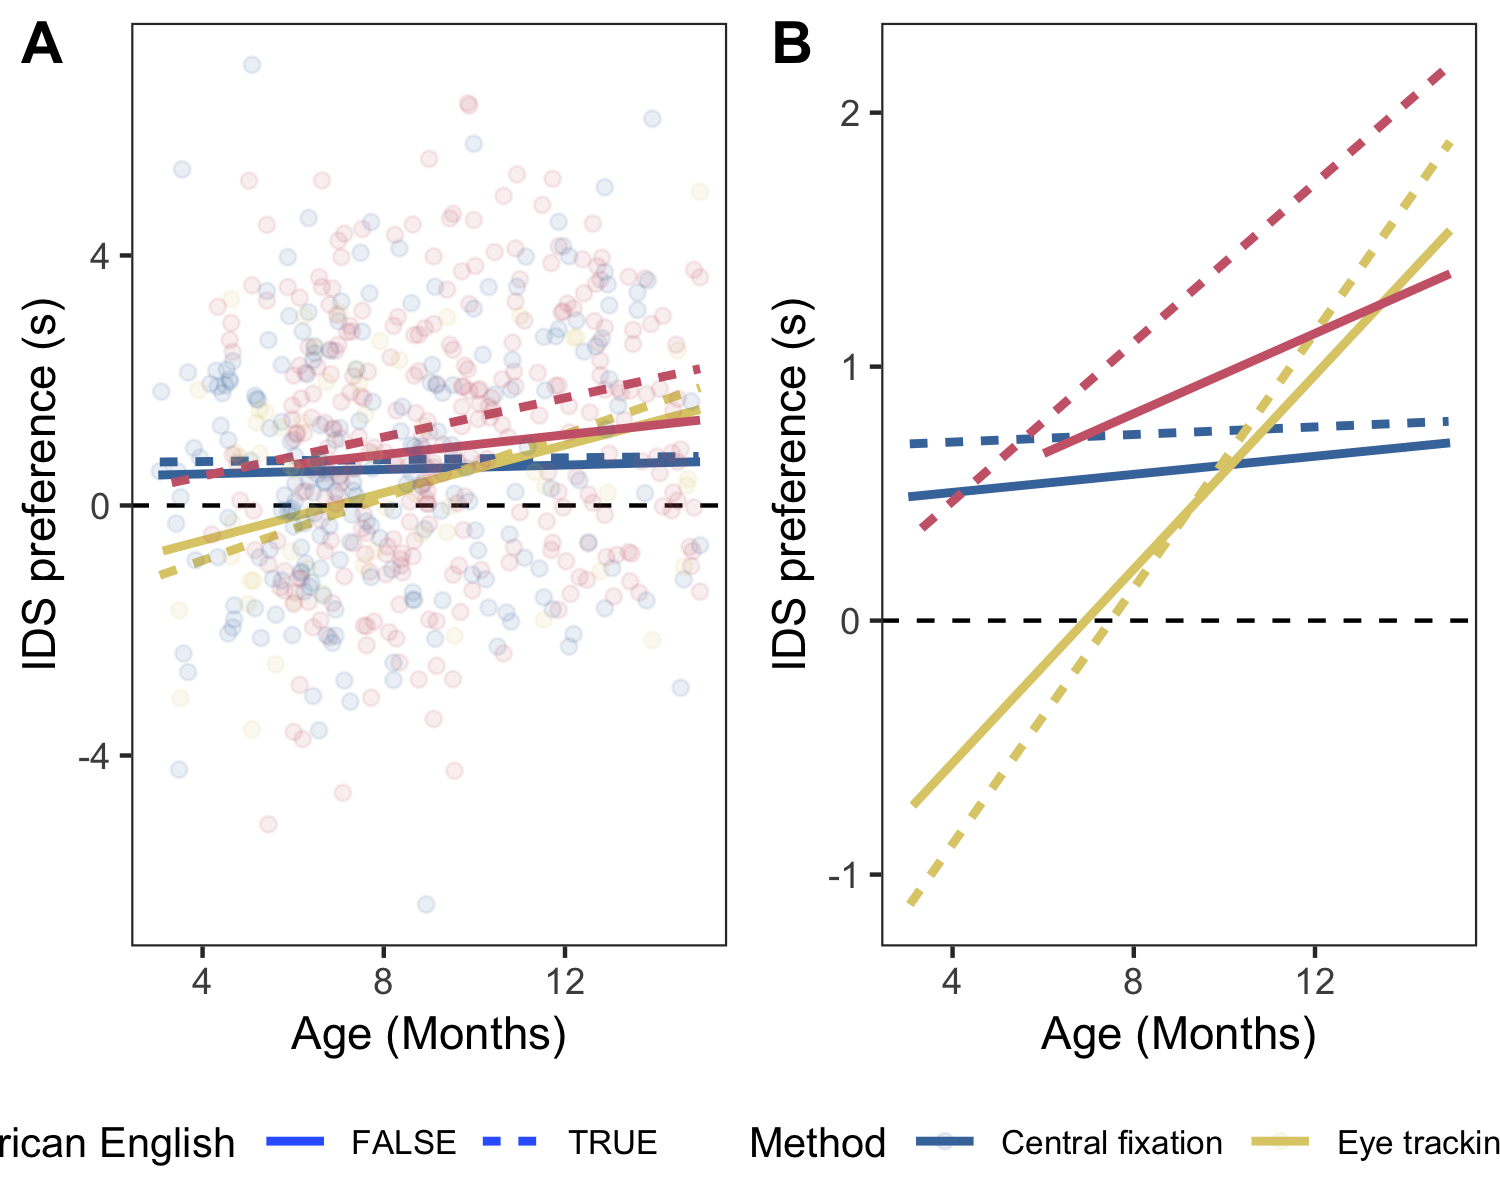 A
B
IDS preference (s)
4
0
-4
4
8
12
Age (Months)
IDS preference (s)
2
1
0
-1
4
8
12
Age (Months)
rican English
FALSE
TRUE
Method
Central fixation
Eye trackin